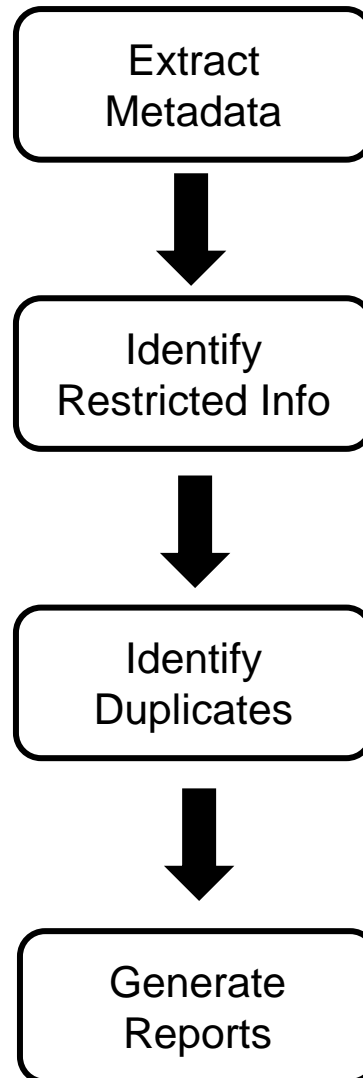 Extract
Metadata
Identify
Restricted Info
Identify
Duplicates
Generate
Reports